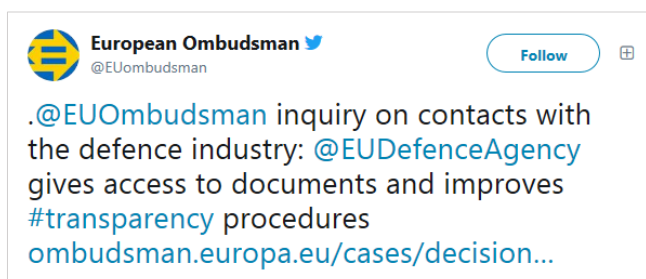 European Ombudsman
@EUombudsman
Follow
.@EUOmbudsman inquiry on contacts with
the defence industry: @EUDefenceAgency
gives access to documents and improves
#transparency procedures
ombudsman.europa.eu/cases/decision...